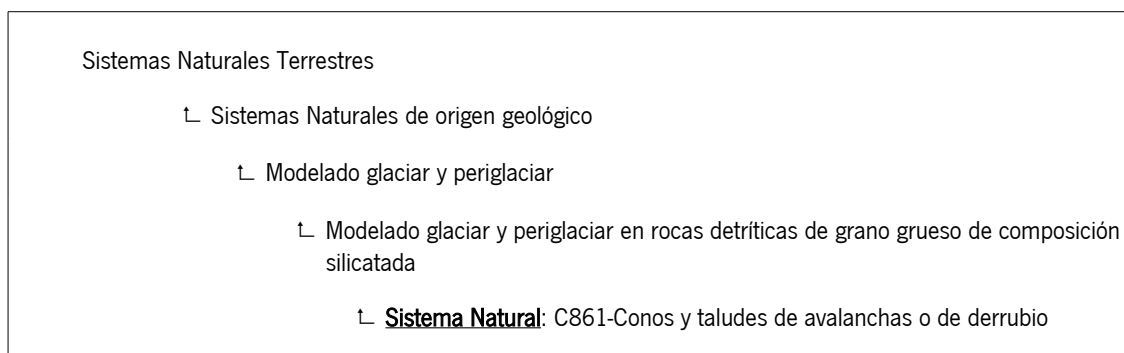 Sistemas Naturales Terrestres
Sistemas Naturales de origen geológico
Modelado glaciar y periglaciar
Modelado glaciar y periglaciar en rocas detríticas de grano grueso de composición
silicatada
Sistema Natural: C861-Conos y taludes de avalanchas o de derrubio